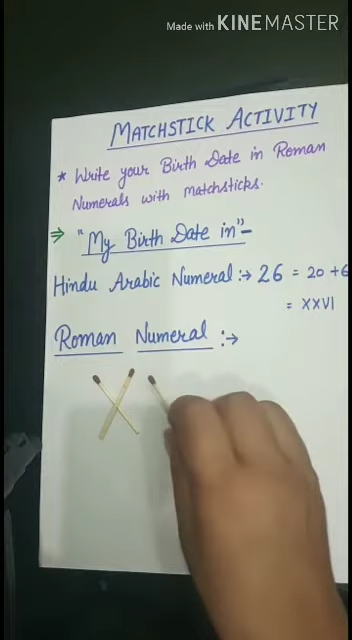 Made with KINEMASTER
MATCHSTICK ACTIVITY
* Write your Birth Date in Roman
Numerals with matchsticks.
⇒ "My Birth Date in"-
Hindu Arabic Numeral :→ 26 = 20 + 6
= XXVI
Roman Numeral :→